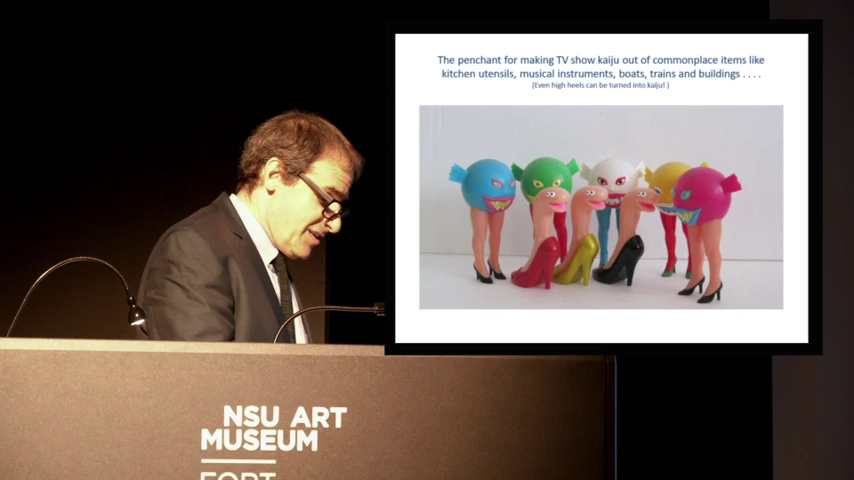 The penchant for making TV show kaiju out of commonplace items like
kitchen utensils, musical instruments, boats, trains and buildings . . . .
(Even high heels can be turned into kaiju! )
NSU ART
MUSEUM
FORT